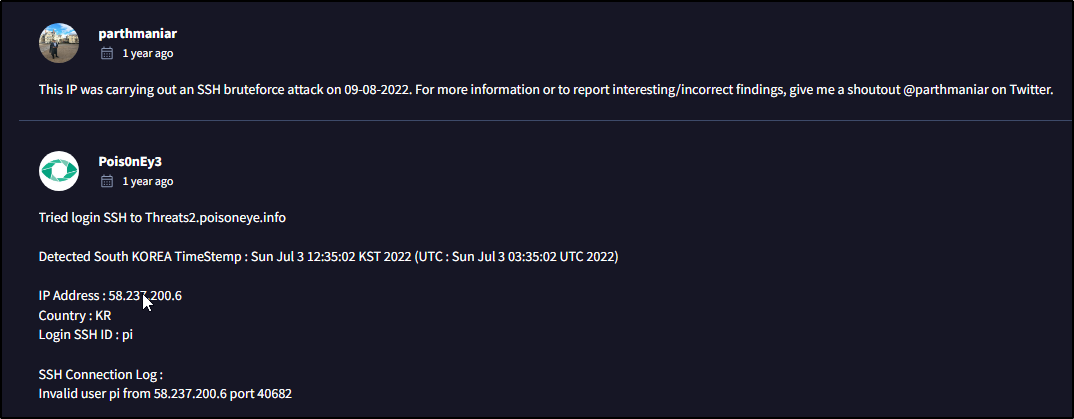 parthmaniar
1 year ago
This IP was carrying out an SSH bruteforce attack on 09-08-2022. For more information or to report interesting/incorrect findings, give me a shoutout @parthmaniar on Twitter.
Pois0nEy3
1 year ago
Tried login SSH to Threats2.poisoneye.info
Detected South KOREA TimeStemp : Sun Jul 3 12:35:02 KST 2022 (UTC : Sun Jul 3 03:35:02 UTC 2022)
IP Address : 58.237.200.6
Country : KR
Login SSH ID : pi
SSH Connection Log :
Invalid user pi from 58.237.200.6 port 40682